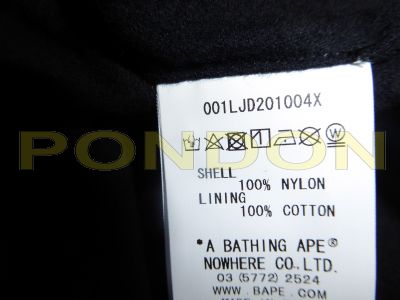 001LJD201004X
PONDON
SHELL
100% NYLON
LINING
100% COTTON
*A BATHING APE®
NOWHERE CO., LTD.
03 (5772) 2524
WWW.BAPE.COM